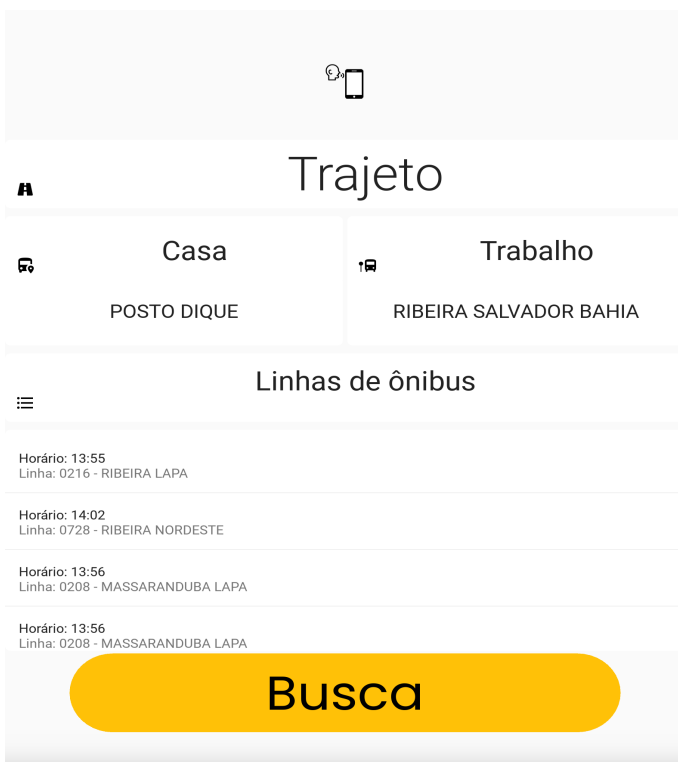 Trajeto
Casa
Trabalho
POSTO DIQUE
RIBEIRA SALVADOR BAHIA
Linhas de ônibus
Horário: 13:55
Linha: 0216 - RIBEIRA LAPA
Horário: 14:02
Linha: 0728 - RIBEIRA NORDESTE
Horário: 13:56
Linha: 0208 - MASSARANDUBA LAPA
Horário: 13:56
Linha: 0208 - MASSARANDUBA LAPA
Busca